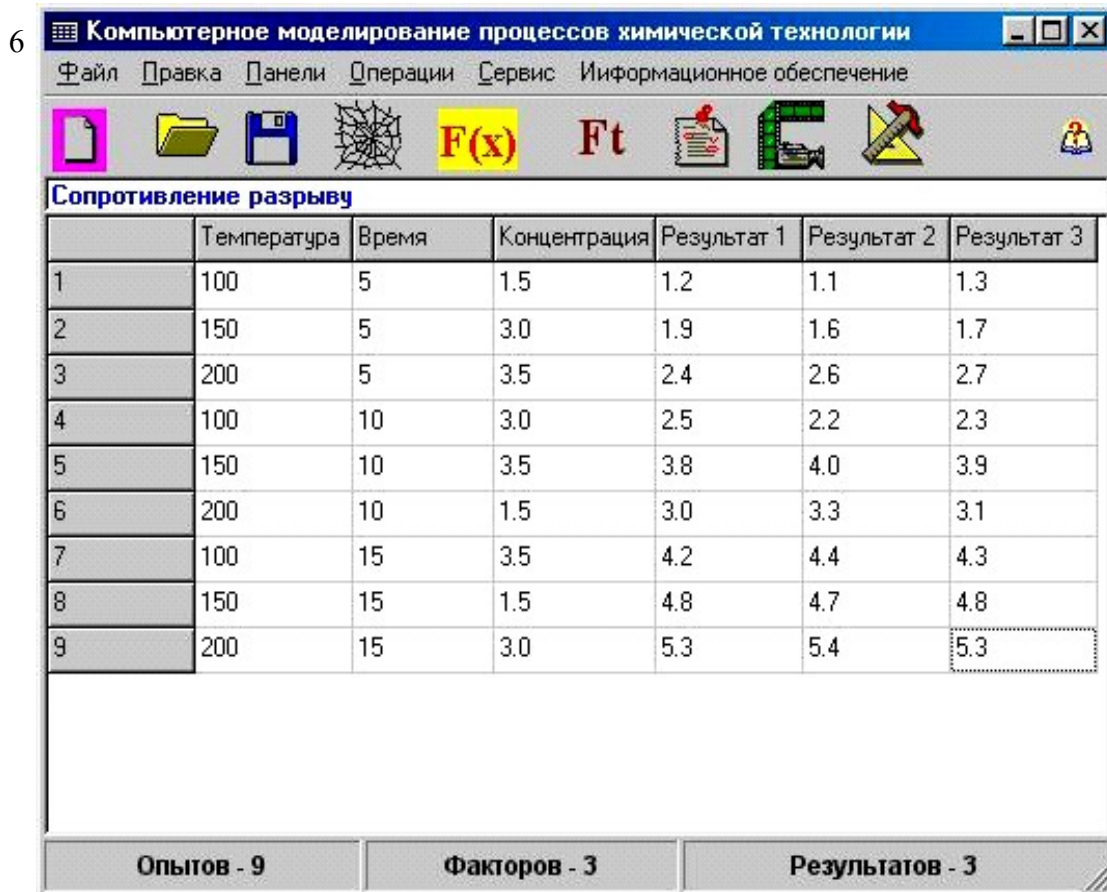 6
Компьютерное моделирование процессов химической технологии
Файл Правка Панели Операции Сервис Информационное обеспечение
F(x) Ft ?
Сопротивление разрыву
Температура Время Концентрация Результат 1 Результат 2 Результат 3
1 100 5 1.5 1.2 1.1 1.3
2 150 5 3.0 1.9 1.6 1.7
3 200 5 3.5 2.4 2.6 2.7
4 100 10 3.0 2.5 2.2 2.3
5 150 10 3.5 3.8 4.0 3.9
6 200 10 1.5 3.0 3.3 3.1
7 100 15 3.5 4.2 4.4 4.3
8 150 15 1.5 4.8 4.7 4.8
9 200 15 3.0 5.3 5.4 5.3
Опытов - 9 Факторов - 3 Результатов - 3